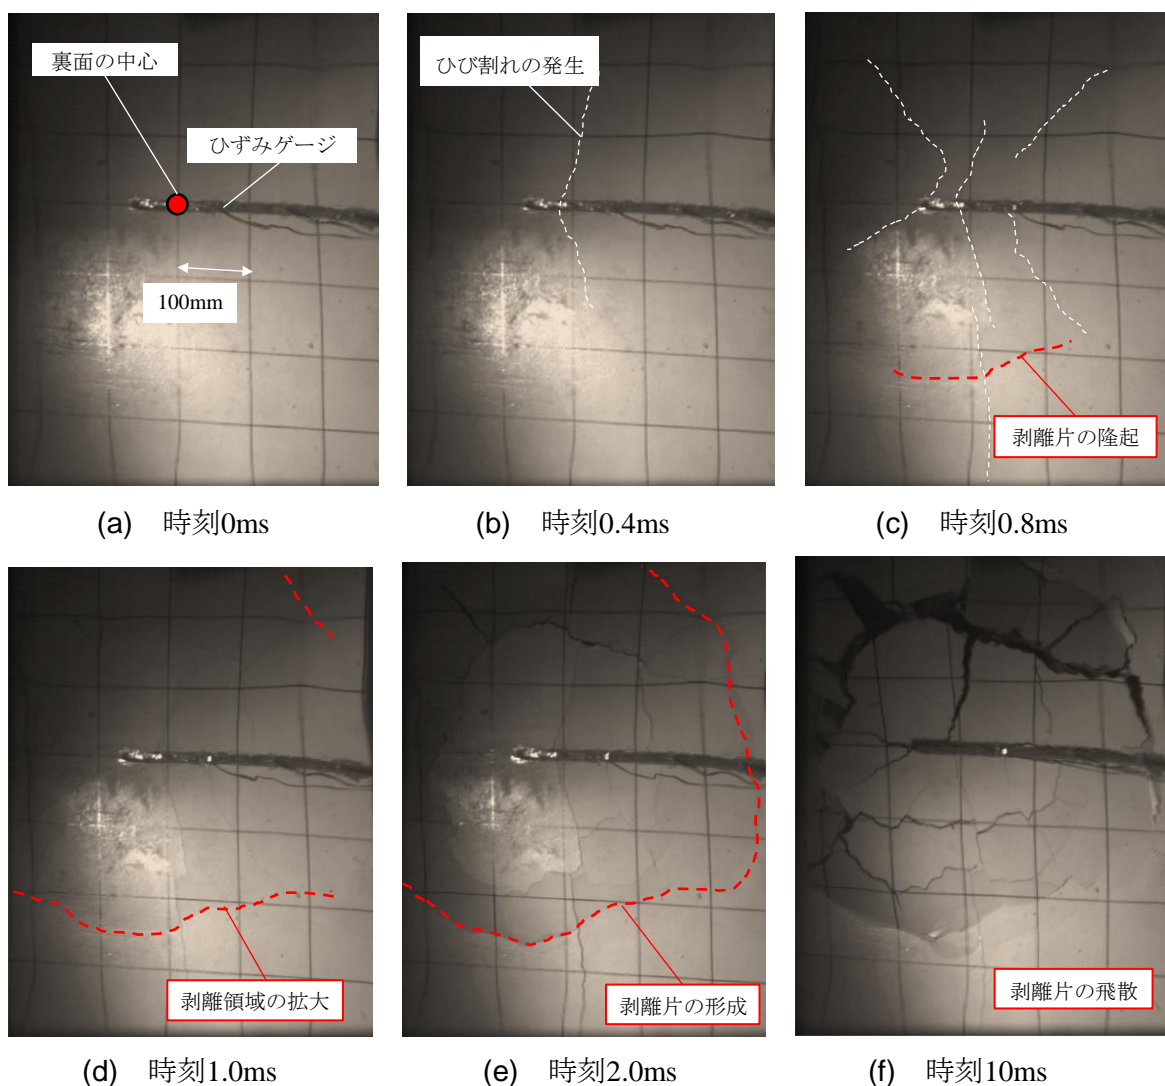 裏面の中心
ひずみゲージ
100mm
(a) 時刻0ms
ひび割れの発生
(b) 時刻0.4ms
剥離片の隆起
(c) 時刻0.8ms
剥離領域の拡大
(d) 時刻1.0ms
剥離片の形成
(e) 時刻2.0ms
剥離片の飛散
(f) 時刻10ms